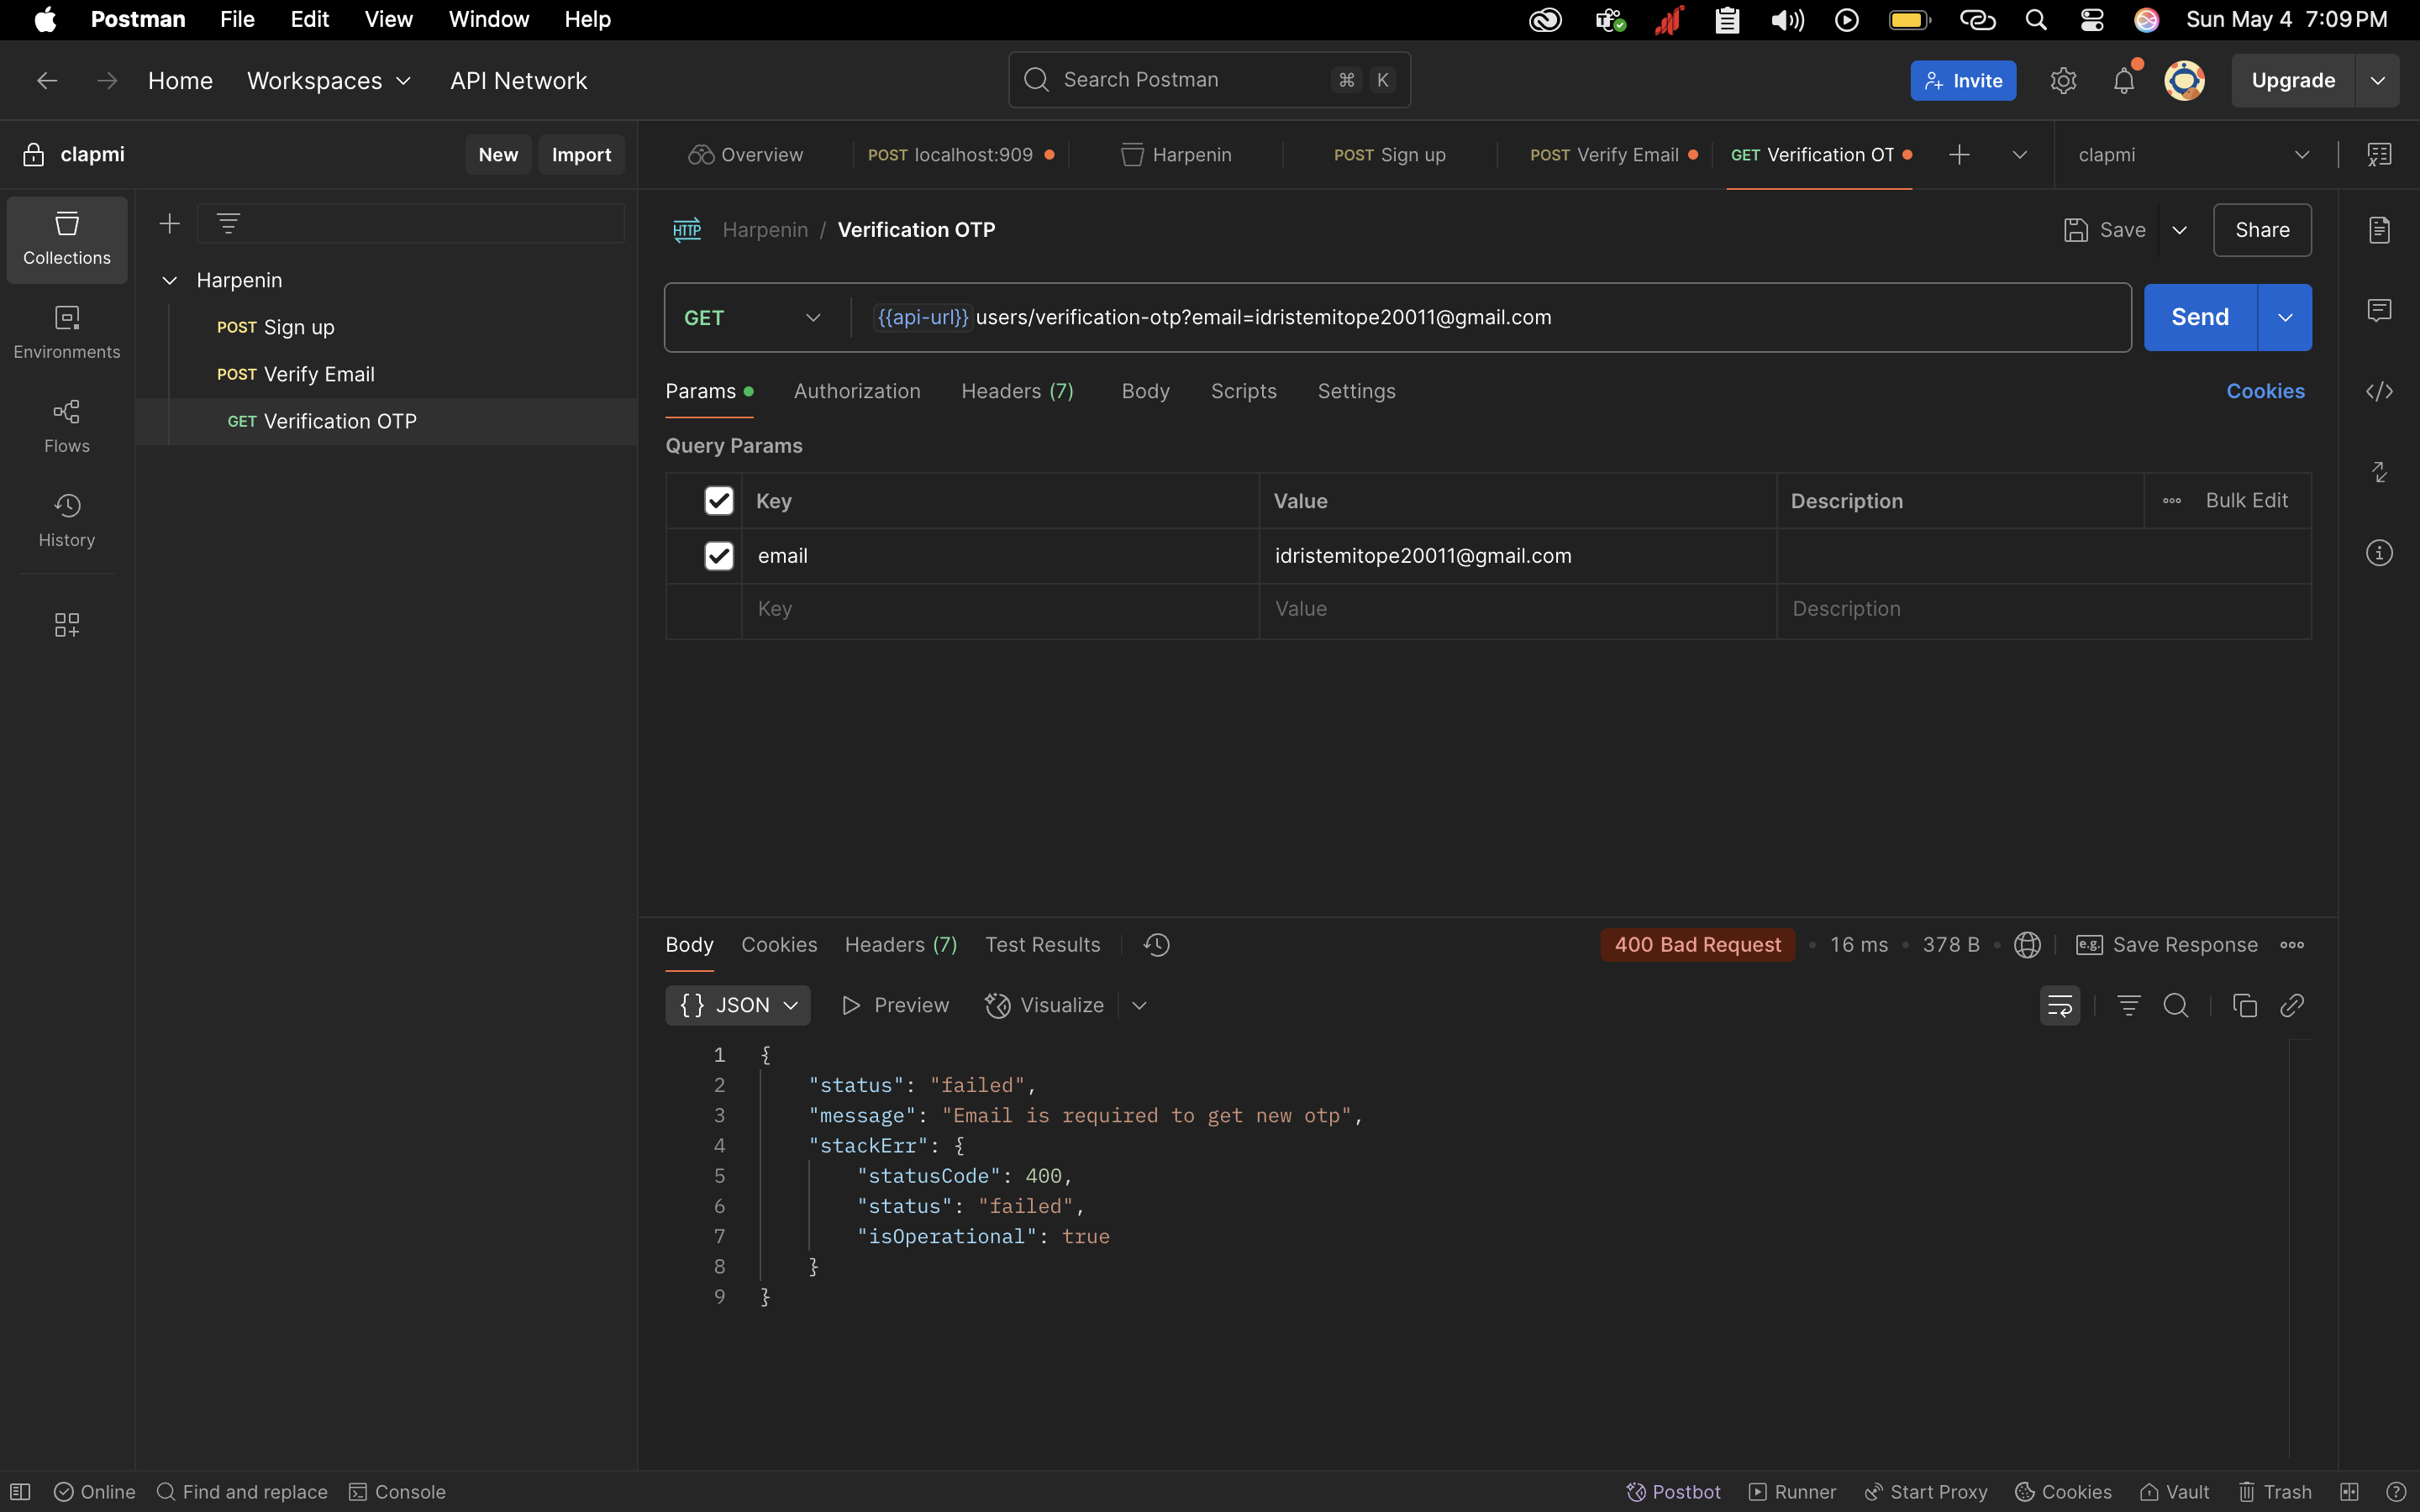 Postman File Edit View Window Help Sun May 4 7:09 PM
Home Workspaces API Network Search Postman ⌘ K Invite Upgrade
clapmi New Import Overview POST localhost:909 Harpenin POST Sign up POST Verify Email GET Verification OT clapmi
Collections
Environments
Flows
History
Harpenin
POST Sign up
POST Verify Email
GET Verification OTP
HTTP Harpenin / Verification OTP Save Share
GET {{api-url}} users/verification-otp?email=idristemitope20011@gmail.com Send
Params Authorization Headers (7) Body Scripts Settings Cookies
Query Params
Key Value Description Bulk Edit
email idristemitope20011@gmail.com
Key Value Description
Body Cookies Headers (7) Test Results 400 Bad Request 16 ms 378 B e.g. Save Response
{} JSON Preview Visualize
1 {
2 "status": "failed",
3 "message": "Email is required to get new otp",
4 "stackErr": {
5 "statusCode": 400,
6 "status": "failed",
7 "isOperational": true
8 }
9 }
Online Find and replace Console Postbot Runner Start Proxy Cookies Vault Trash